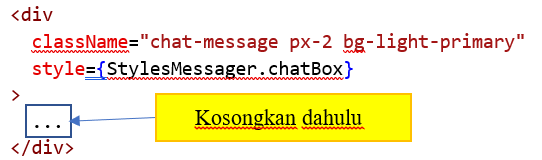 <div
className="chat-message px-2 bg-light-primary"
style={StylesMessager.chatBox}
>
... Kosongkan dahulu
</div>